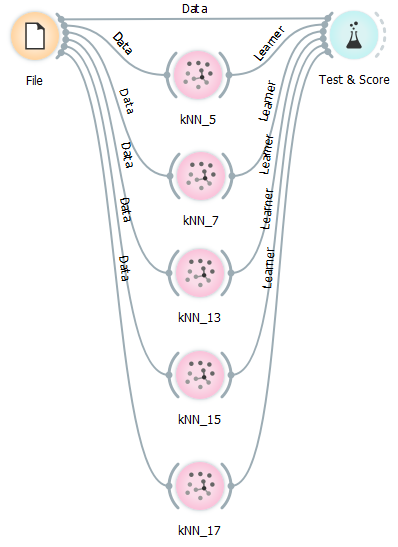 Data
File
Test & Score
Data
Learner
kNN_5
Data
Learner
kNN_7
Data
Learner
kNN_13
Data
Learner
kNN_15
Data
Learner
kNN_17